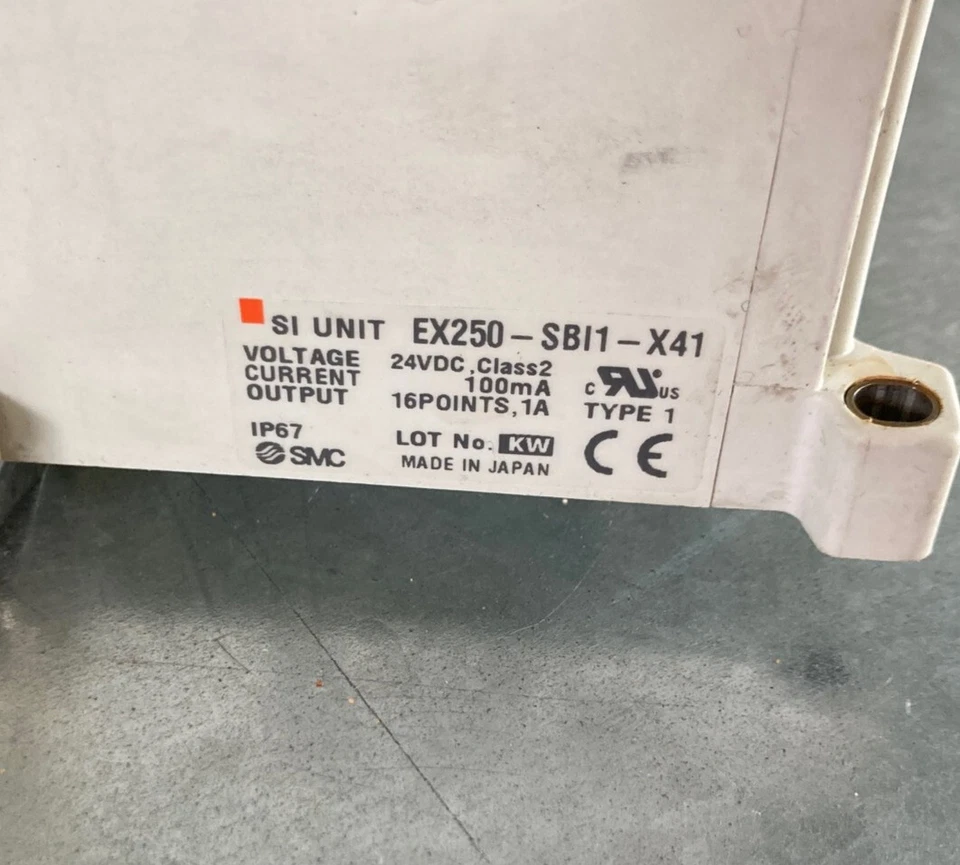 SI UNIT EX250-SBI1-X41
VOLTAGE 24VDC,Class2
CURRENT 100mA
OUTPUT 16POINTS,1A
c RU US
TYPE 1
IP67
SMC
LOT No. KW
MADE IN JAPAN
CE